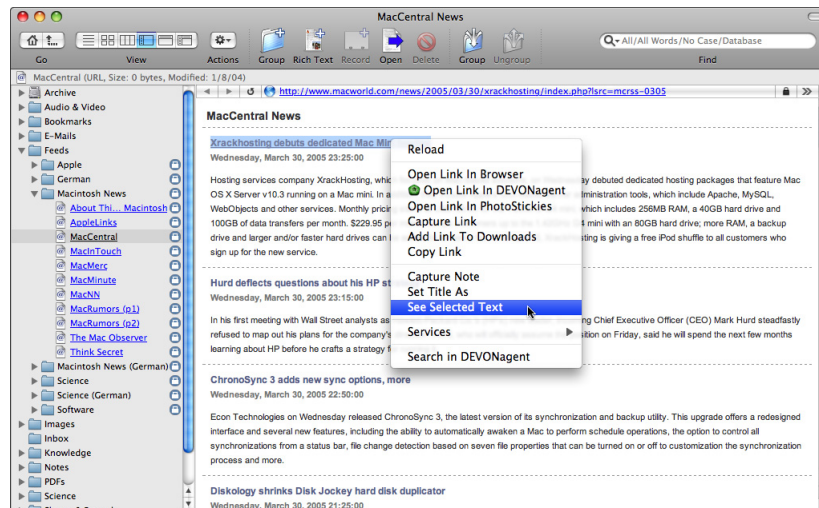 MacCentral News
Go View Actions Group Rich Text Record Open Delete Group Ungroup Find
All/All Words/No Case/Database
MacCentral (URL, Size: 0 bytes, Modified: 1/8/04)
Archive
Audio & Video
Bookmarks
E-Mails
Feeds
Apple
German
Macintosh News
About Thi... Macintosh
AppleLinks
MacCentral
MacInTouch
MacMerc
MacMinute
MacNN
MacRumors (p1)
MacRumors (p2)
The Mac Observer
Think Secret
Macintosh News (German)
Science
Science (German)
Software
Images
Inbox
Knowledge
Notes
PDFs
Science
http://www.macworld.com/news/2005/03/30/xrackhosting/index.php?lsrc=mcrss-0305
MacCentral News
Xrackhosting debuts dedicated Mac Min
Wednesday, March 30, 2005 23:25:00
Hosting services company XrackHosting, whic ay debuted dedicated hosting packages that feature Mac
OS X Server v10.3 running on a Mac mini. In a ministration tools, which include Apache, MySQL,
WebObjects and other services. Monthly pricing which includes 256MB RAM, a 40GB hard drive and
100GB of data transfers per month. $229.95 per mini with an 80GB hard drive; more RAM, a backup
drive and larger and/or faster hard drives can sting is giving a free iPod shuffle to all customers who
sign up for the new service.
Hurd deflects questions about his HP st
Wednesday, March 30, 2005 23:15:00
In his first meeting with Wall Street analysts as ng Chief Executive Officer (CEO) Mark Hurd steadfastly
refused to map out his plans for the company's sition on Friday, said he will spend the next few months
learning about HP before he crafts a strategy f
ChronoSync 3 adds new sync options, more
Wednesday, March 30, 2005 22:50:00
Econ Technologies on Wednesday released ChronoSync 3, the latest version of its synchronization and backup utility. This upgrade offers a redesigned
interface and several new features, including the ability to automatically awaken a Mac to perform schedule operations, the option to control all
synchronizations from a status bar, file change detection based on seven file properties that can be turned on or off to customization the synchronization
process and more.
Diskology shrinks Disk Jockey hard disk duplicator
Wednesday, March 30, 2005 21:25:00
Reload
Open Link In Browser
Open Link In DEVONagent
Open Link In PhotoStickies
Capture Link
Add Link To Downloads
Copy Link
Capture Note
Set Title As
See Selected Text
Services
Search in DEVONagent